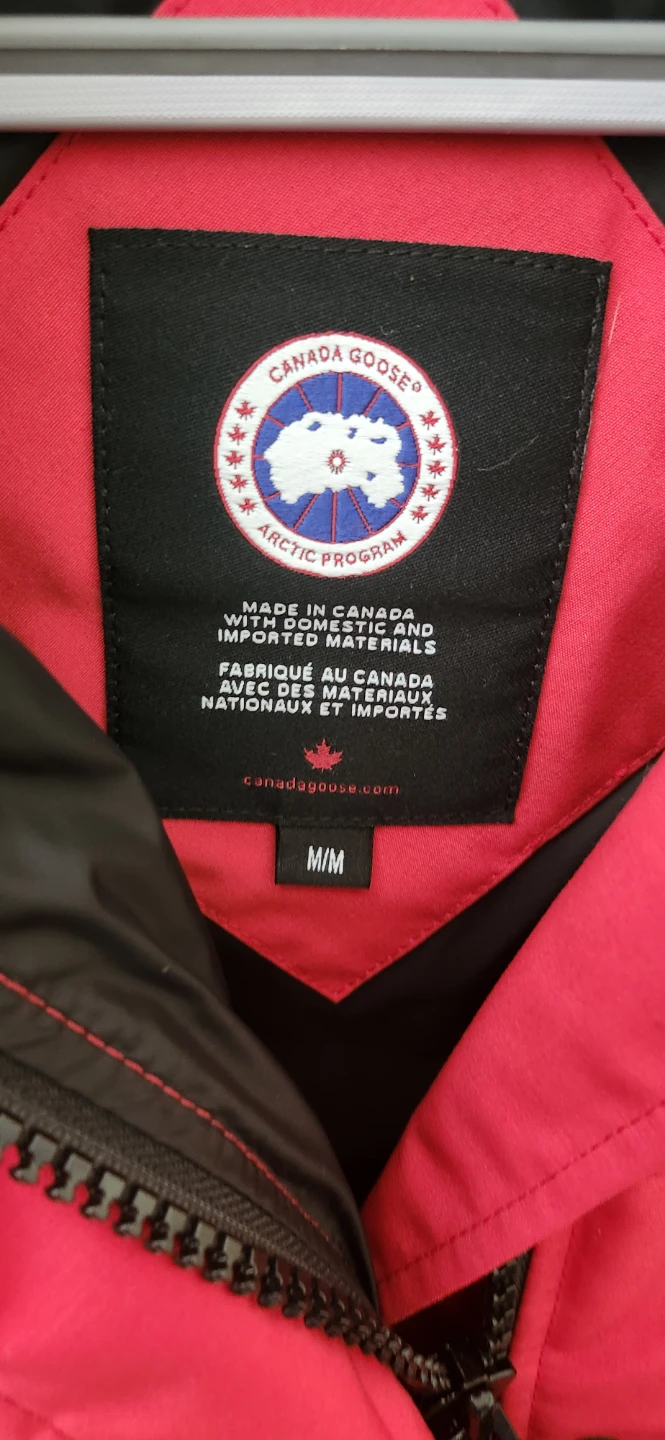 CANADA GOOSE®
ARCTIC PROGRAM
MADE IN CANADA
WITH DOMESTIC AND
IMPORTED MATERIALS
FABRIQUÉ AU CANADA
AVEC DES MATERIAUX
NATIONAUX ET IMPORTÉS
canadagoose.com
M/M